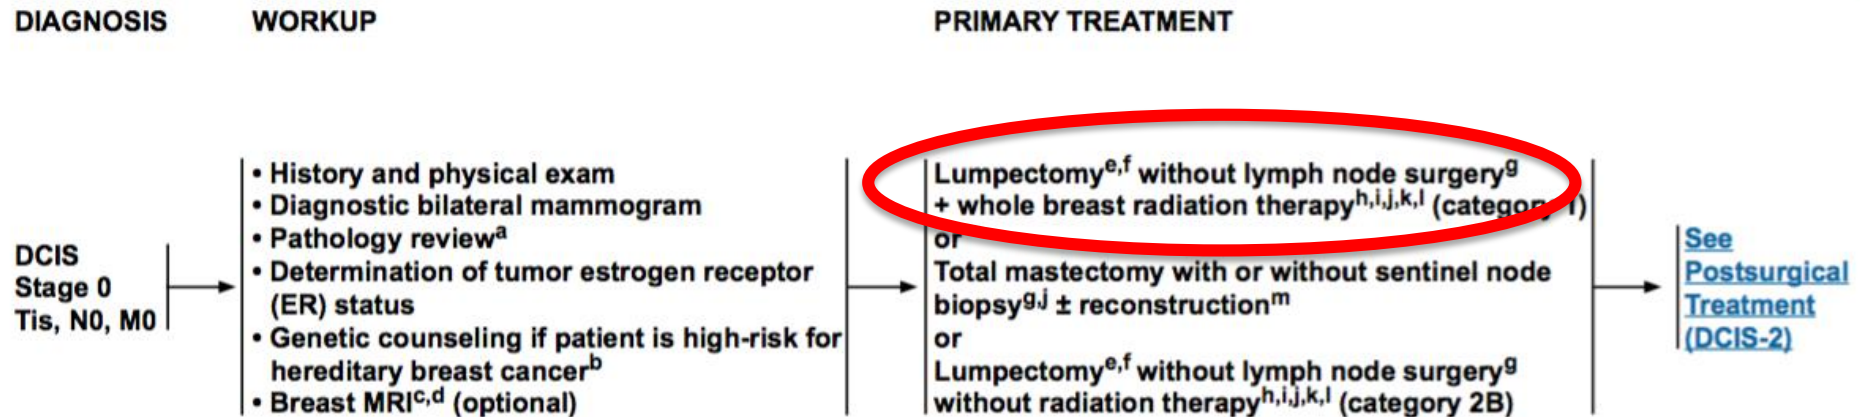 DIAGNOSIS
WORKUP
PRIMARY TREATMENT
DCIS
Stage 0
Tis, N0, M0
• History and physical exam
• Diagnostic bilateral mammogram
• Pathology reviewᵃ
• Determination of tumor estrogen receptor
(ER) status
• Genetic counseling if patient is high-risk for
hereditary breast cancerᵇ
• Breast MRIᶜ,ᵈ (optional)
Lumpectomyᵉ,ᶠ without lymph node surgeryᵍ
+ whole breast radiation therapyʰ,ⁱ,ʲ,ᵏ,ˡ (category 1)
or
Total mastectomy with or without sentinel node
biopsyᵍ,ʲ ± reconstructionᵐ
or
Lumpectomyᵉ,ᶠ without lymph node surgeryᵍ
without radiation therapyʰ,ⁱ,ʲ,ᵏ,ˡ (category 2B)
See
Postsurgical
Treatment
(DCIS-2)